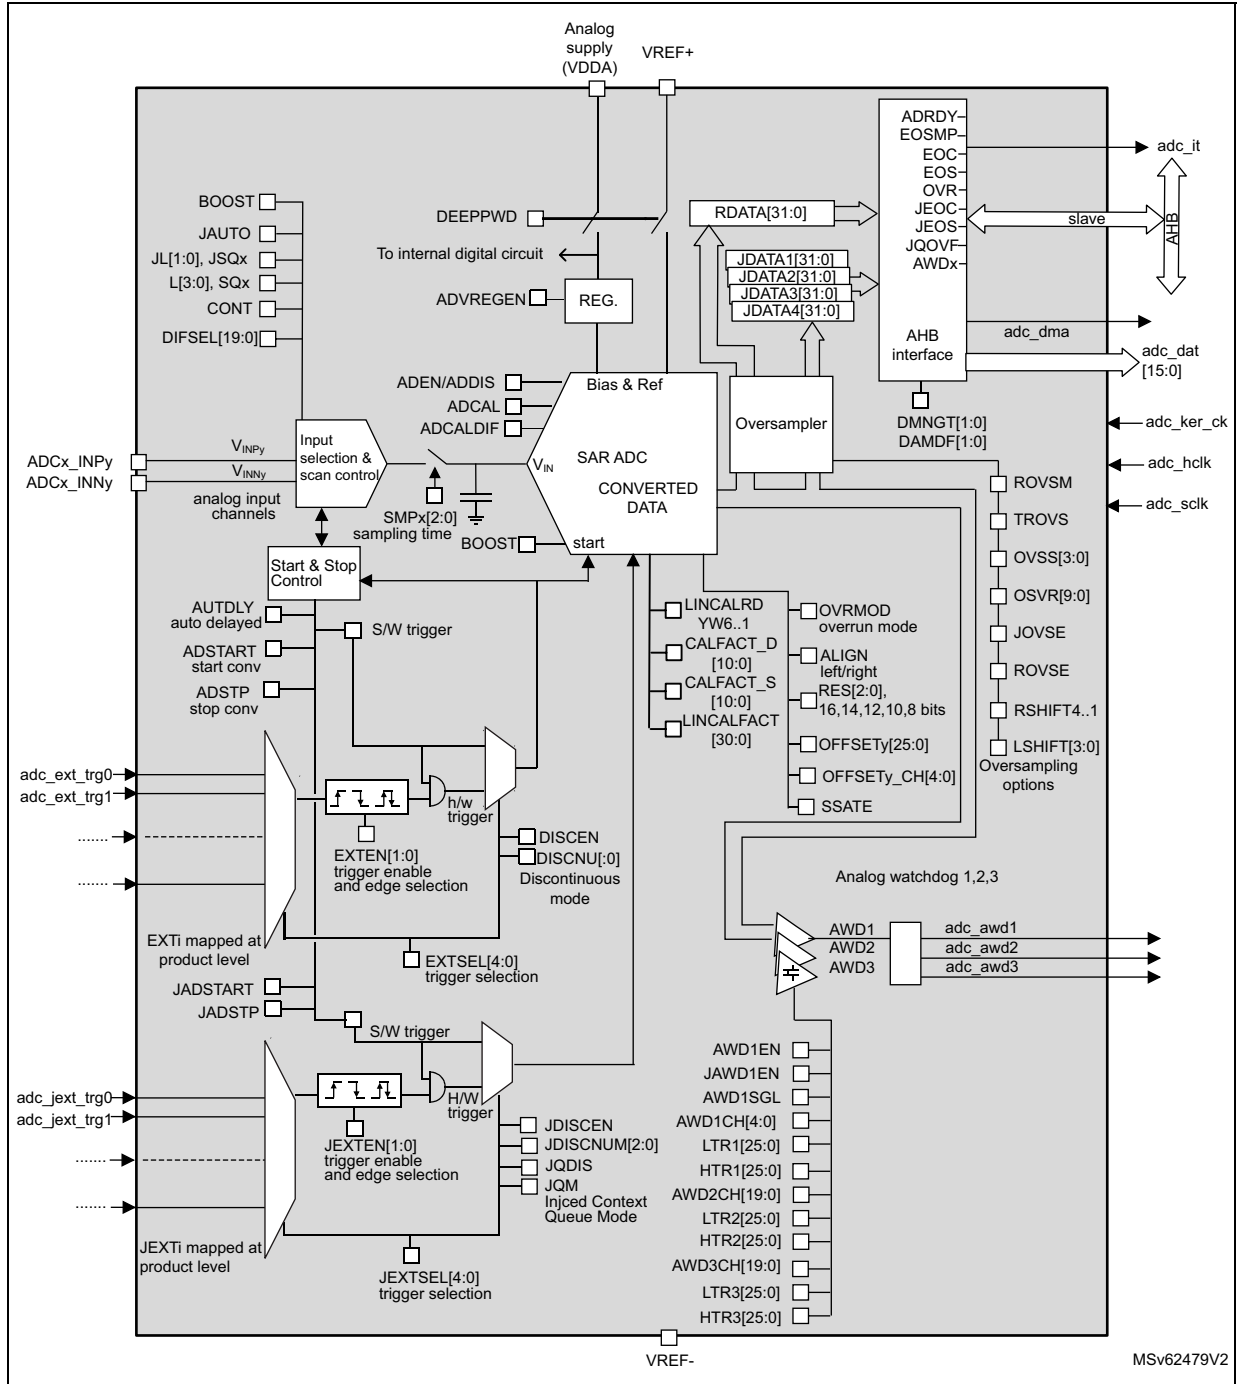 Analog
supply
(VDDA)
VREF+
ADRDY
EOSMP
EOC
EOS
OVR
JEOC
JEOS
JQOVF
AWDx
AHB
interface
adc_it
slave
AHB
adc_dma
adc_dat
[15:0]
DMNGT[1:0]
DAMDF[1:0]
adc_ker_ck
adc_hclk
adc_sclk
BOOST
JAUTO
JL[1:0], JSQx
L[3:0], SQx
CONT
DIFSEL[19:0]
DEEPPWD
To internal digital circuit
ADVREGEN
REG.
RDATA[31:0]
JDATA1[31:0]
JDATA2[31:0]
JDATA3[31:0]
JDATA4[31:0]
ADEN/ADDIS
ADCAL
ADCALDIF
Bias & Ref
Oversampler
ADCx_INPy
ADCx_INNy
VINPy
VINNy
analog input
channels
Input
selection &
scan control
SMPx[2:0]
sampling time
VIN
SAR ADC
CONVERTED
DATA
BOOST
start
Start & Stop
Control
AUTDLY
auto delayed
ADSTART
start conv
ADSTP
stop conv
S/W trigger
LINCALRD
YW6..1
CALFACT_D
[10:0]
CALFACT_S
[10:0]
LINCALFACT
[30:0]
OVRMOD
overrun mode
ALIGN
left/right
RES[2:0],
16,14,12,10,8 bits
OFFSETy[25:0]
OFFSETy_CH[4:0]
SSATE
ROVSM
TROVS
OVSS[3:0]
OSVR[9:0]
JOVSE
ROVSE
RSHIFT4..1
LSHIFT[3:0]
Oversampling
options
adc_ext_trg0
adc_ext_trg1
.......
.......
h/w
trigger
EXTEN[1:0]
trigger enable
and edge selection
DISCEN
DISCNU[:0]
Discontinuous
mode
EXTi mapped at
product level
EXTSEL[4:0]
trigger selection
Analog watchdog 1,2,3
AWD1
AWD2
AWD3
adc_awd1
adc_awd2
adc_awd3
JADSTART
JADSTP
S/W trigger
adc_jext_trg0
adc_jext_trg1
.......
.......
H/W
trigger
JEXTEN[1:0]
trigger enable
and edge selection
JDISCEN
JDISCNUM[2:0]
JQDIS
JQM
Injced Context
Queue Mode
JEXTi mapped at
product level
JEXTSEL[4:0]
trigger selection
AWD1EN
JAWD1EN
AWD1SGL
AWD1CH[4:0]
LTR1[25:0]
HTR1[25:0]
AWD2CH[19:0]
LTR2[25:0]
HTR2[25:0]
AWD3CH[19:0]
LTR3[25:0]
HTR3[25:0]
VREF-
MSv62479V2